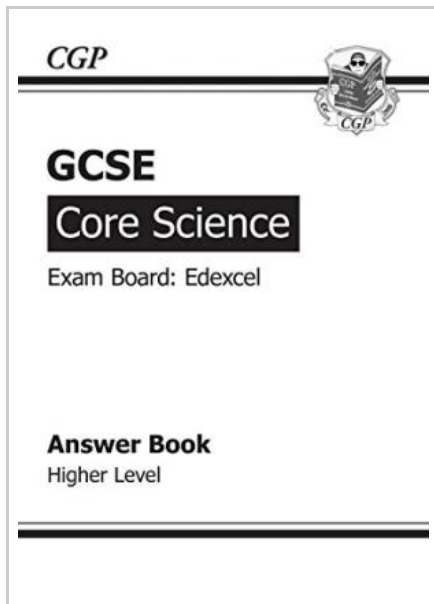 CGP
CGP
GCSE
Core Science
Exam Board: Edexcel
Answer Book
Higher Level